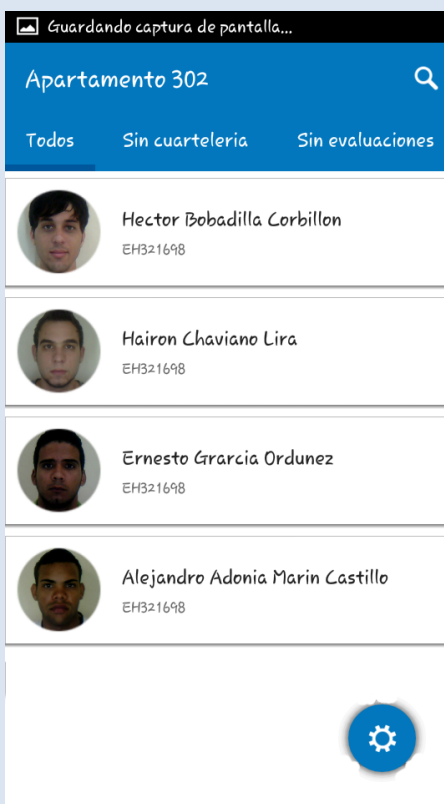 Guardando captura de pantalla...
Apartamento 302
Todos Sin cuarteleria Sin evaluaciones
Hector Bobadilla Corbillon
EH321698
Hairon Chaviano Lira
EH321698
Ernesto Grarcia Ordunez
EH321698
Alejandro Adonia Marin Castillo
EH321698